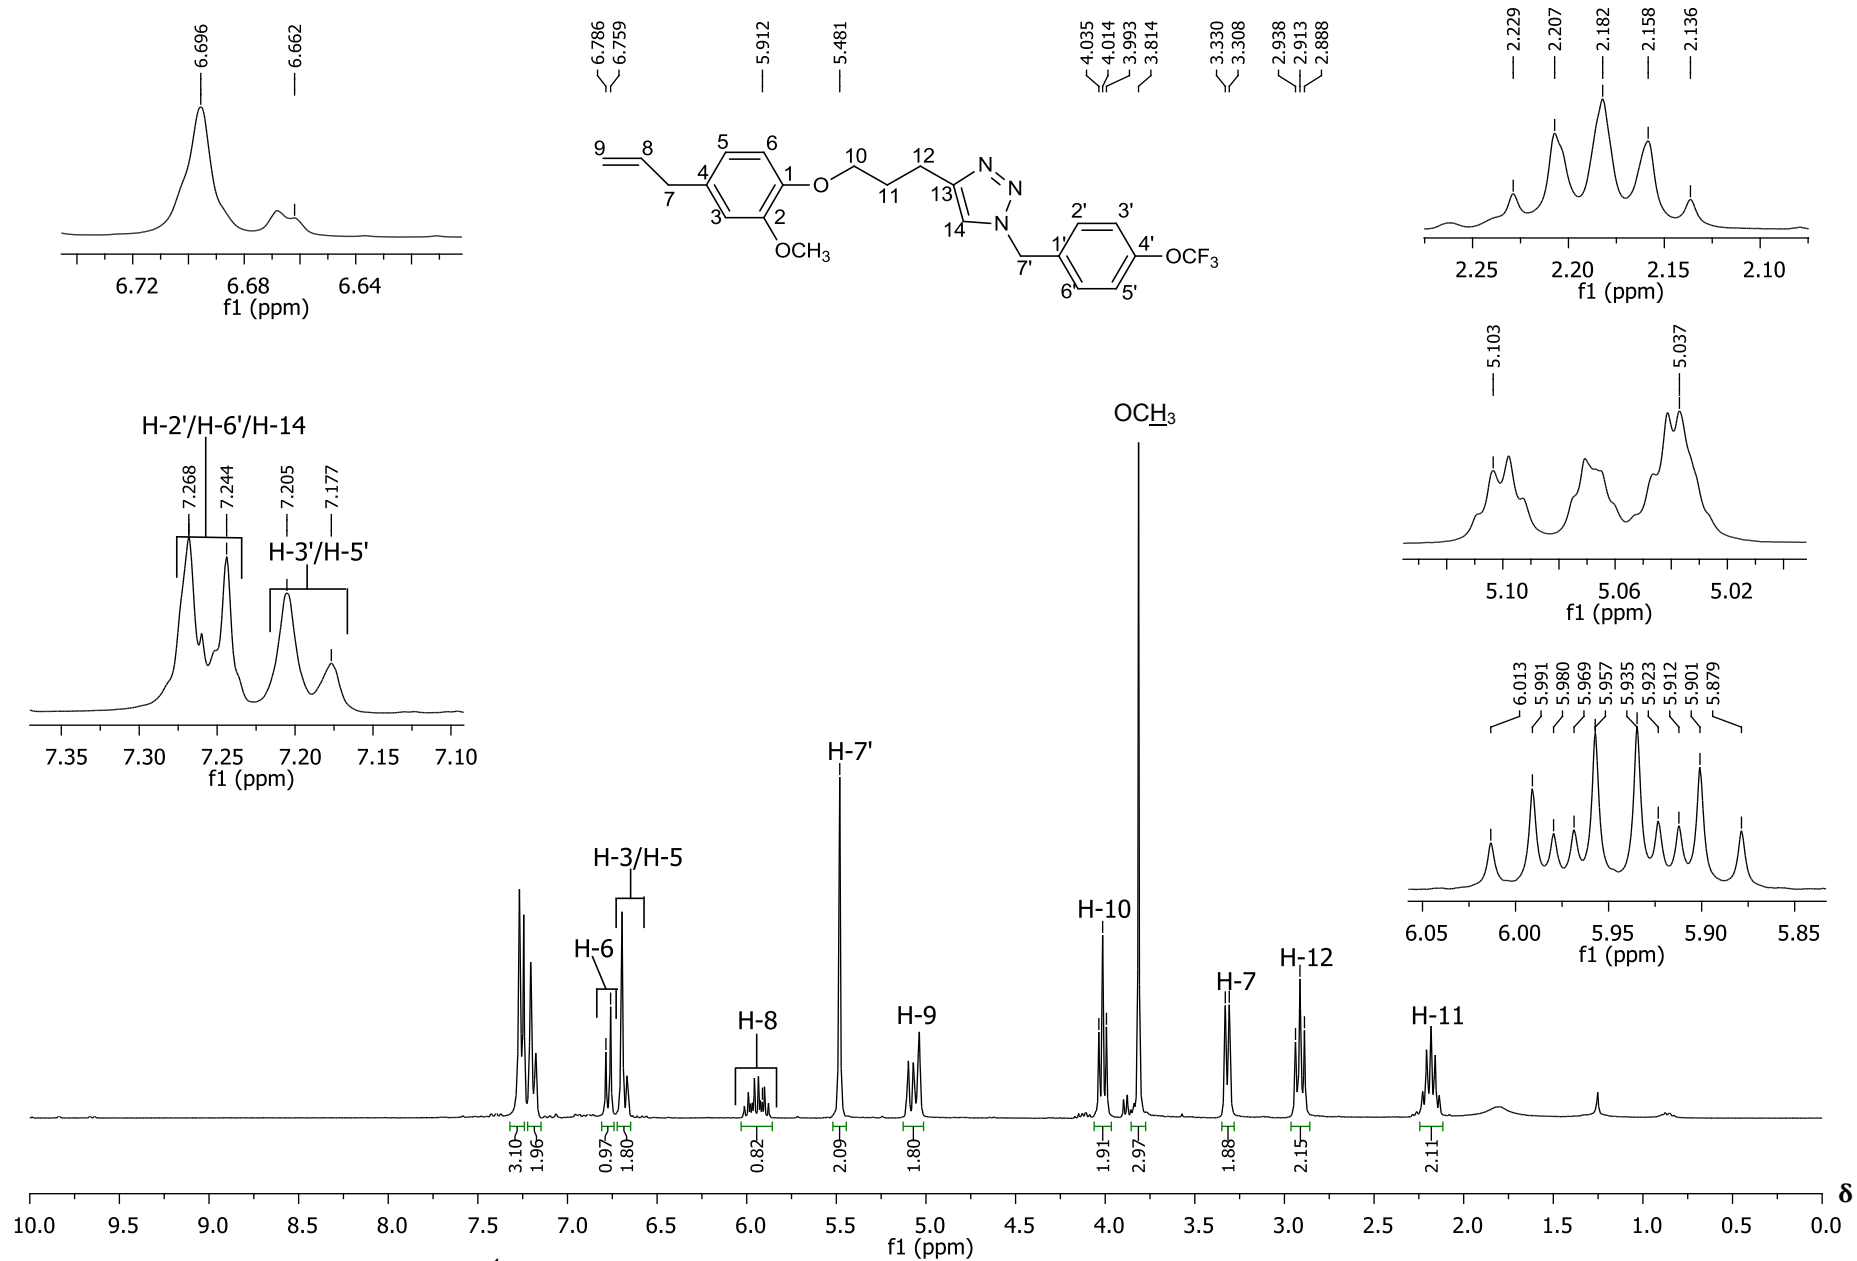 6.696
6.662
6.72 6.68 6.64
f1 (ppm)
6.786
6.759
5.912
5.481
4.035
4.014
3.993
3.814
3.330
3.308
2.938
2.913
2.888
2.229
2.207
2.182
2.158
2.136
2.25 2.20 2.15 2.10
f1 (ppm)
9 8 7 5 6 4 3 2 1 O OCH3 10 11 12 13 14 N N N 7' 1' 2' 3' 4' 5' 6' OCF3
5.103
5.037
5.10 5.06 5.02
f1 (ppm)
H-2'/H-6'/H-14
7.268
7.244
7.205
7.177
H-3'/H-5'
7.35 7.30 7.25 7.20 7.15 7.10
f1 (ppm)
6.013
5.991
5.980
5.969
5.957
5.935
5.923
5.912
5.901
5.879
6.05 6.00 5.95 5.90 5.85
f1 (ppm)
OCH3
H-7'
H-3/H-5
H-6
H-8
H-9
H-10
H-7
H-12
H-11
3.10
1.96
0.97
1.80
0.82
2.09
1.80
1.91
2.97
1.88
2.15
2.11
δ
10.0 9.5 9.0 8.5 8.0 7.5 7.0 6.5 6.0 5.5 5.0 4.5 4.0 3.5 3.0 2.5 2.0 1.5 1.0 0.5 0.0
f1 (ppm)